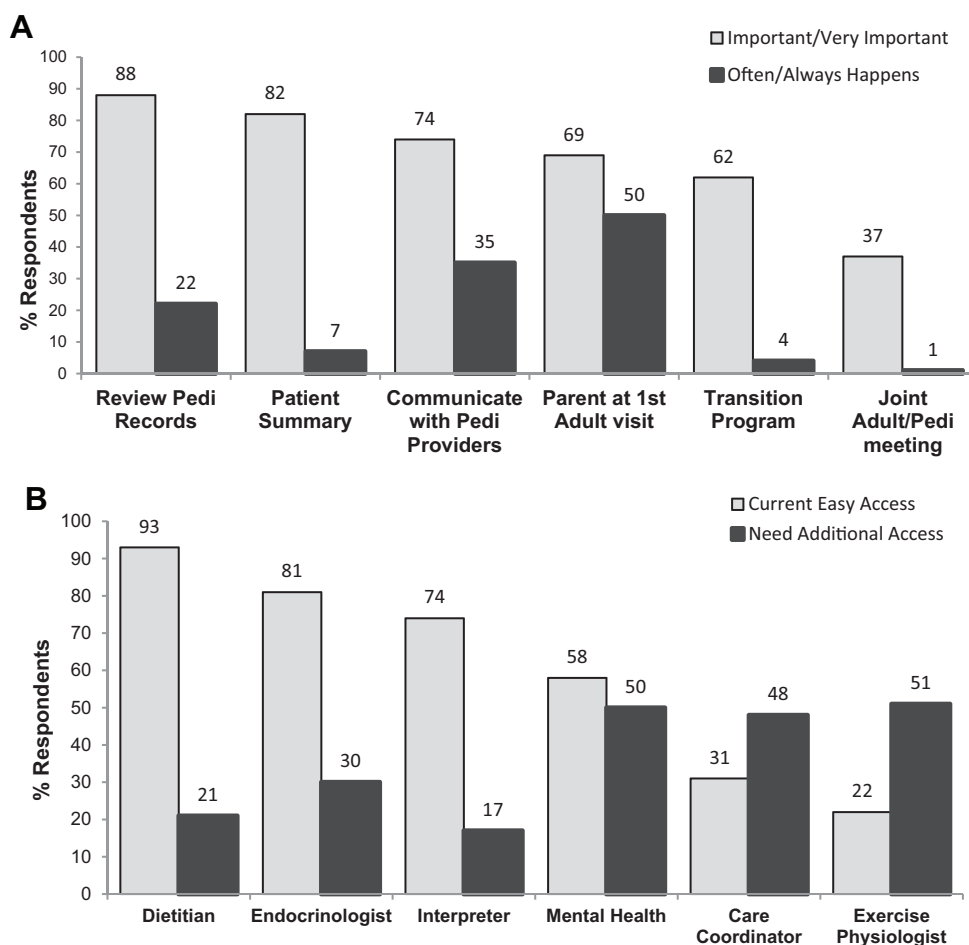 A
Important/Very Important
Often/Always Happens
% Respondents
100
90
80
70
60
50
40
30
20
10
0
88
22
82
7
74
35
69
50
62
4
37
1
Review Pedi
Records
Patient
Summary
Communicate
with Pedi
Providers
Parent at 1st
Adult visit
Transition
Program
Joint
Adult/Pedi
meeting
B
Current Easy Access
Need Additional Access
% Respondents
100
90
80
70
60
50
40
30
20
10
0
93
21
81
30
74
17
58
50
31
48
22
51
Dietitian
Endocrinologist
Interpreter
Mental Health
Care
Coordinator
Exercise
Physiologist